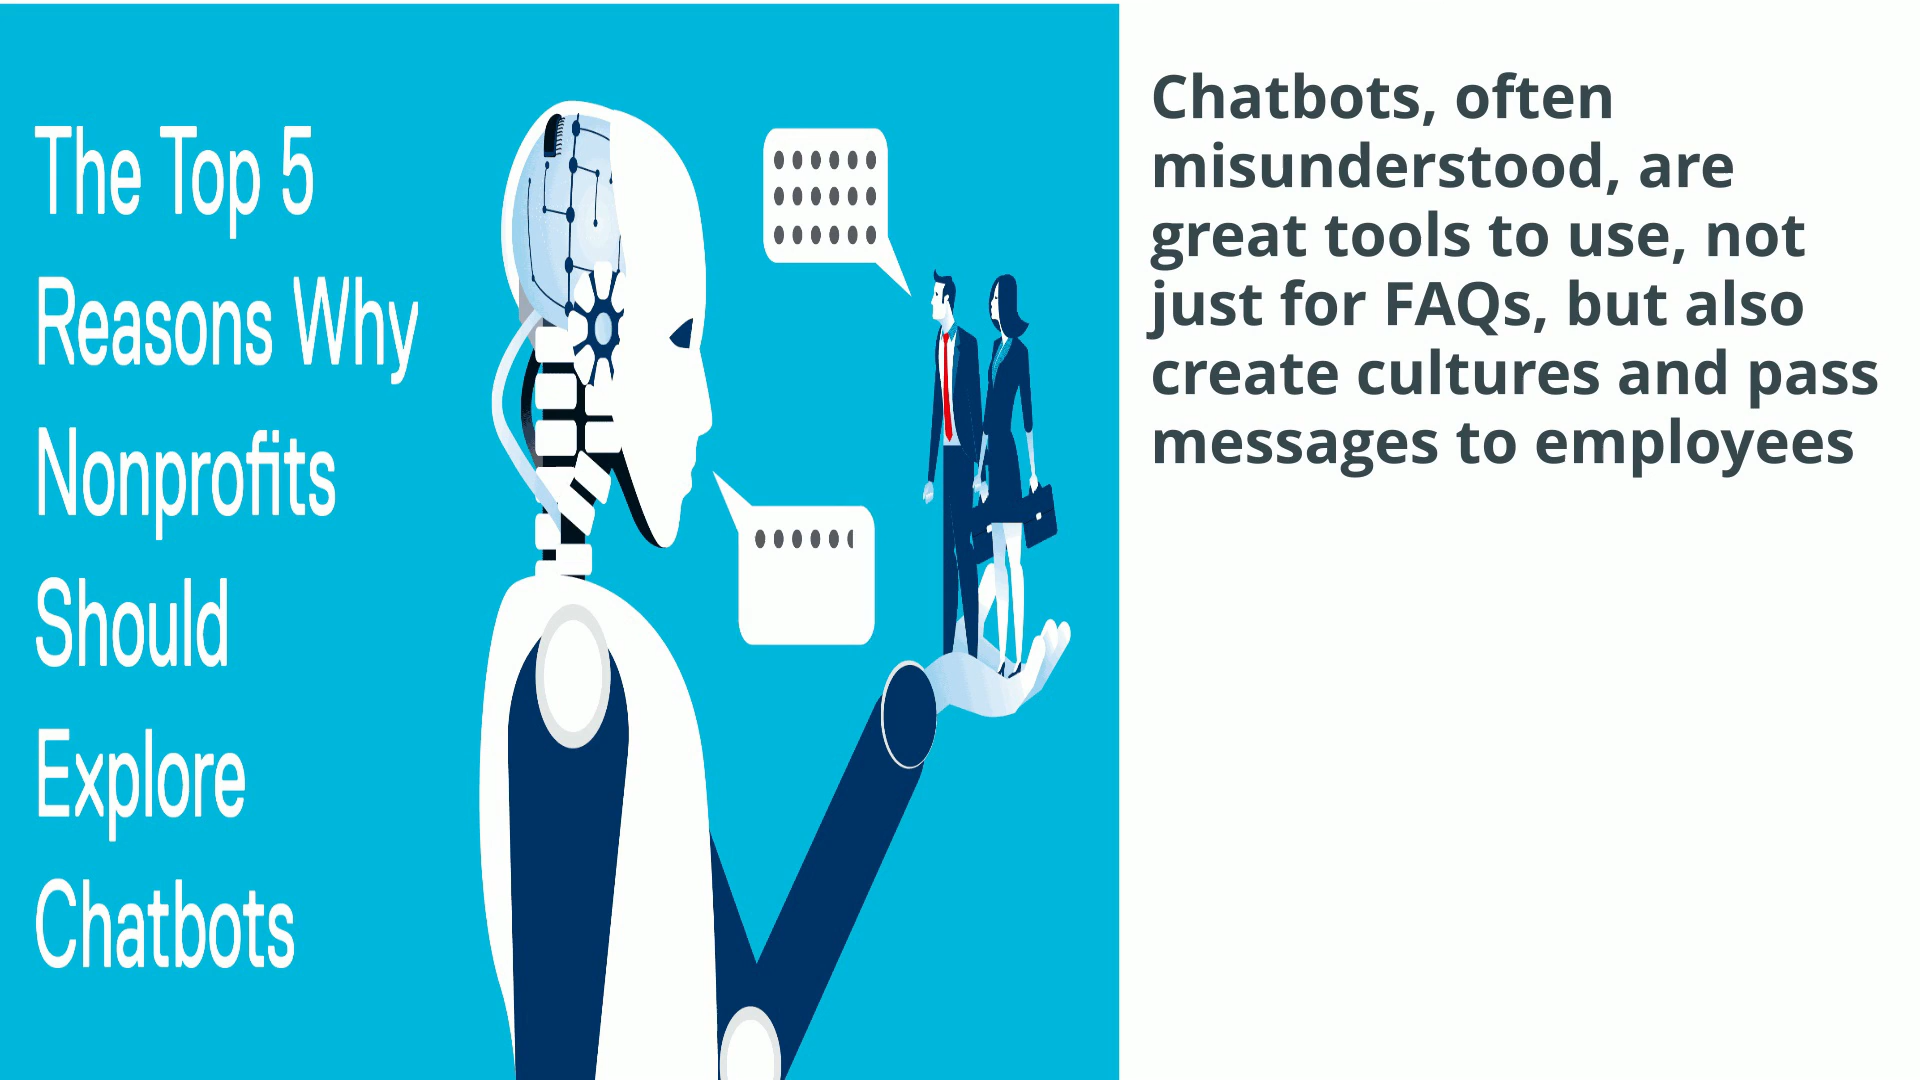 The Top 5
Reasons Why
Nonprofits
Should
Explore
Chatbots
Chatbots, often
misunderstood, are
great tools to use, not
just for FAQs, but also
create cultures and pass
messages to employees